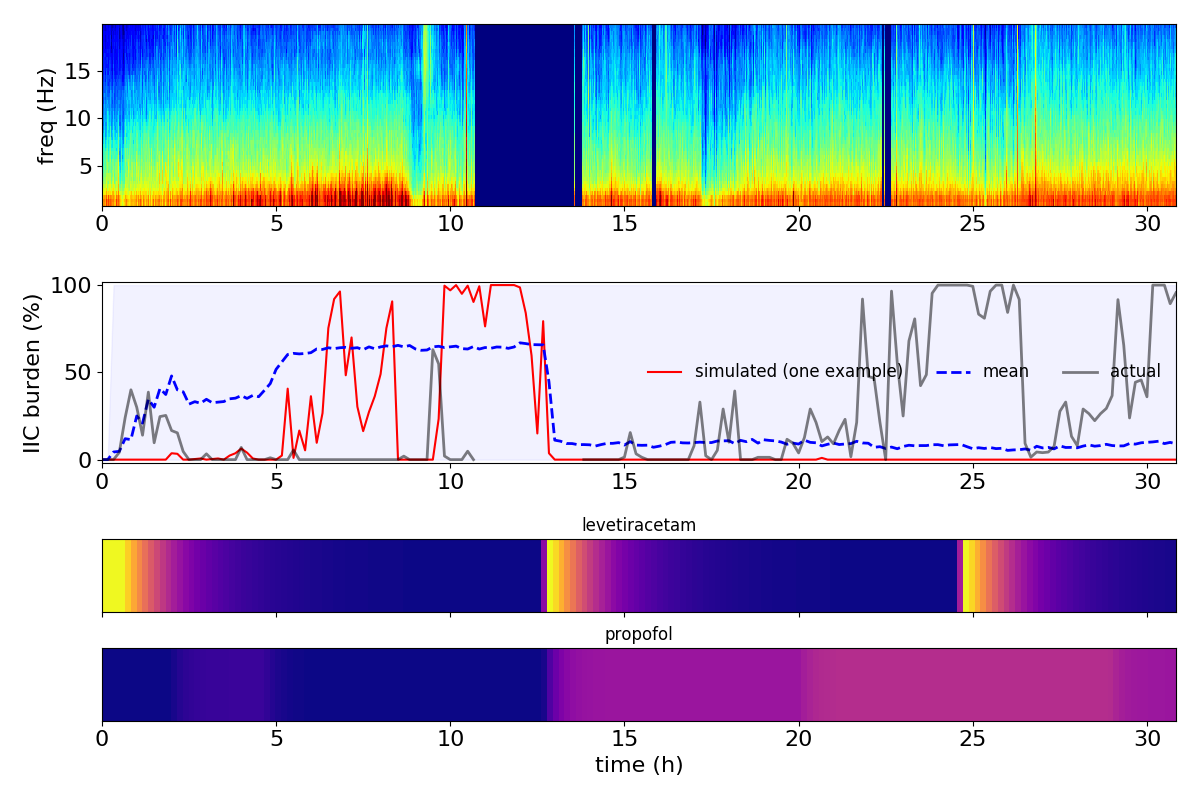 freq (Hz)
15
10
5
0 5 10 15 20 25 30
IIC burden (%)
100
50
0
simulated (one example) mean actual
0 5 10 15 20 25 30
levetiracetam
propofol
0 5 10 15 20 25 30
time (h)